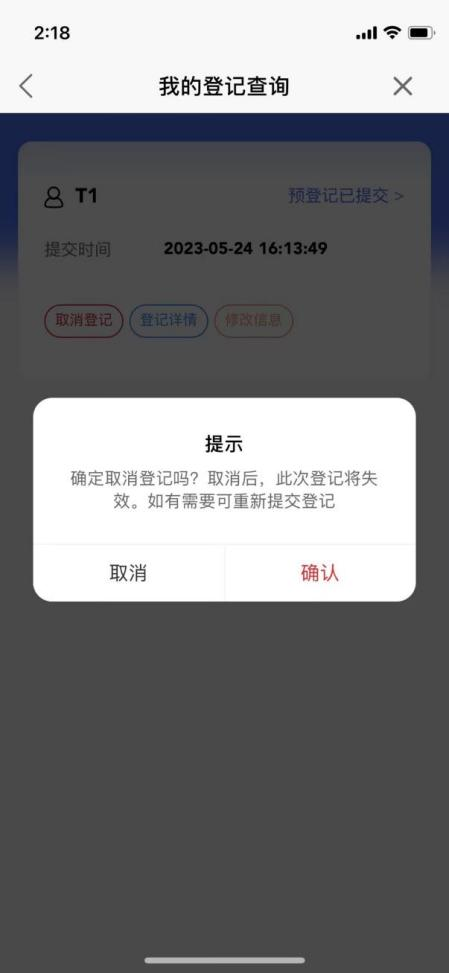 2:18
我的登记查询
T1
预登记已提交 >
提交时间 2023-05-24 16:13:49
取消登记 登记详情 修改信息
提示
确定取消登记吗？取消后，此次登记将失
效。如有需要可重新提交登记
取消 确认